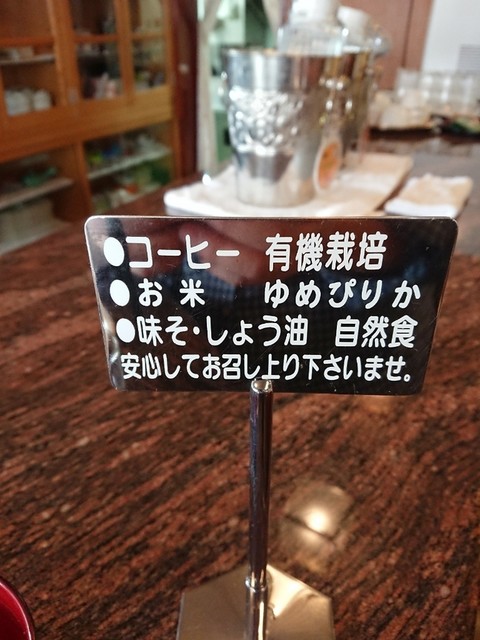 ●コーヒー 有機栽培
●お米 ゆめぴりか
●味そ・しょう油 自然食
安心してお召し上り下さいませ。